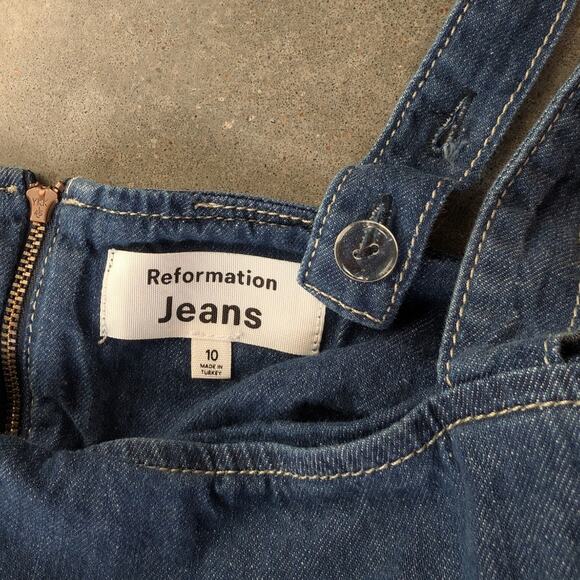 Reformation
Jeans
10
MADE IN
TURKEY